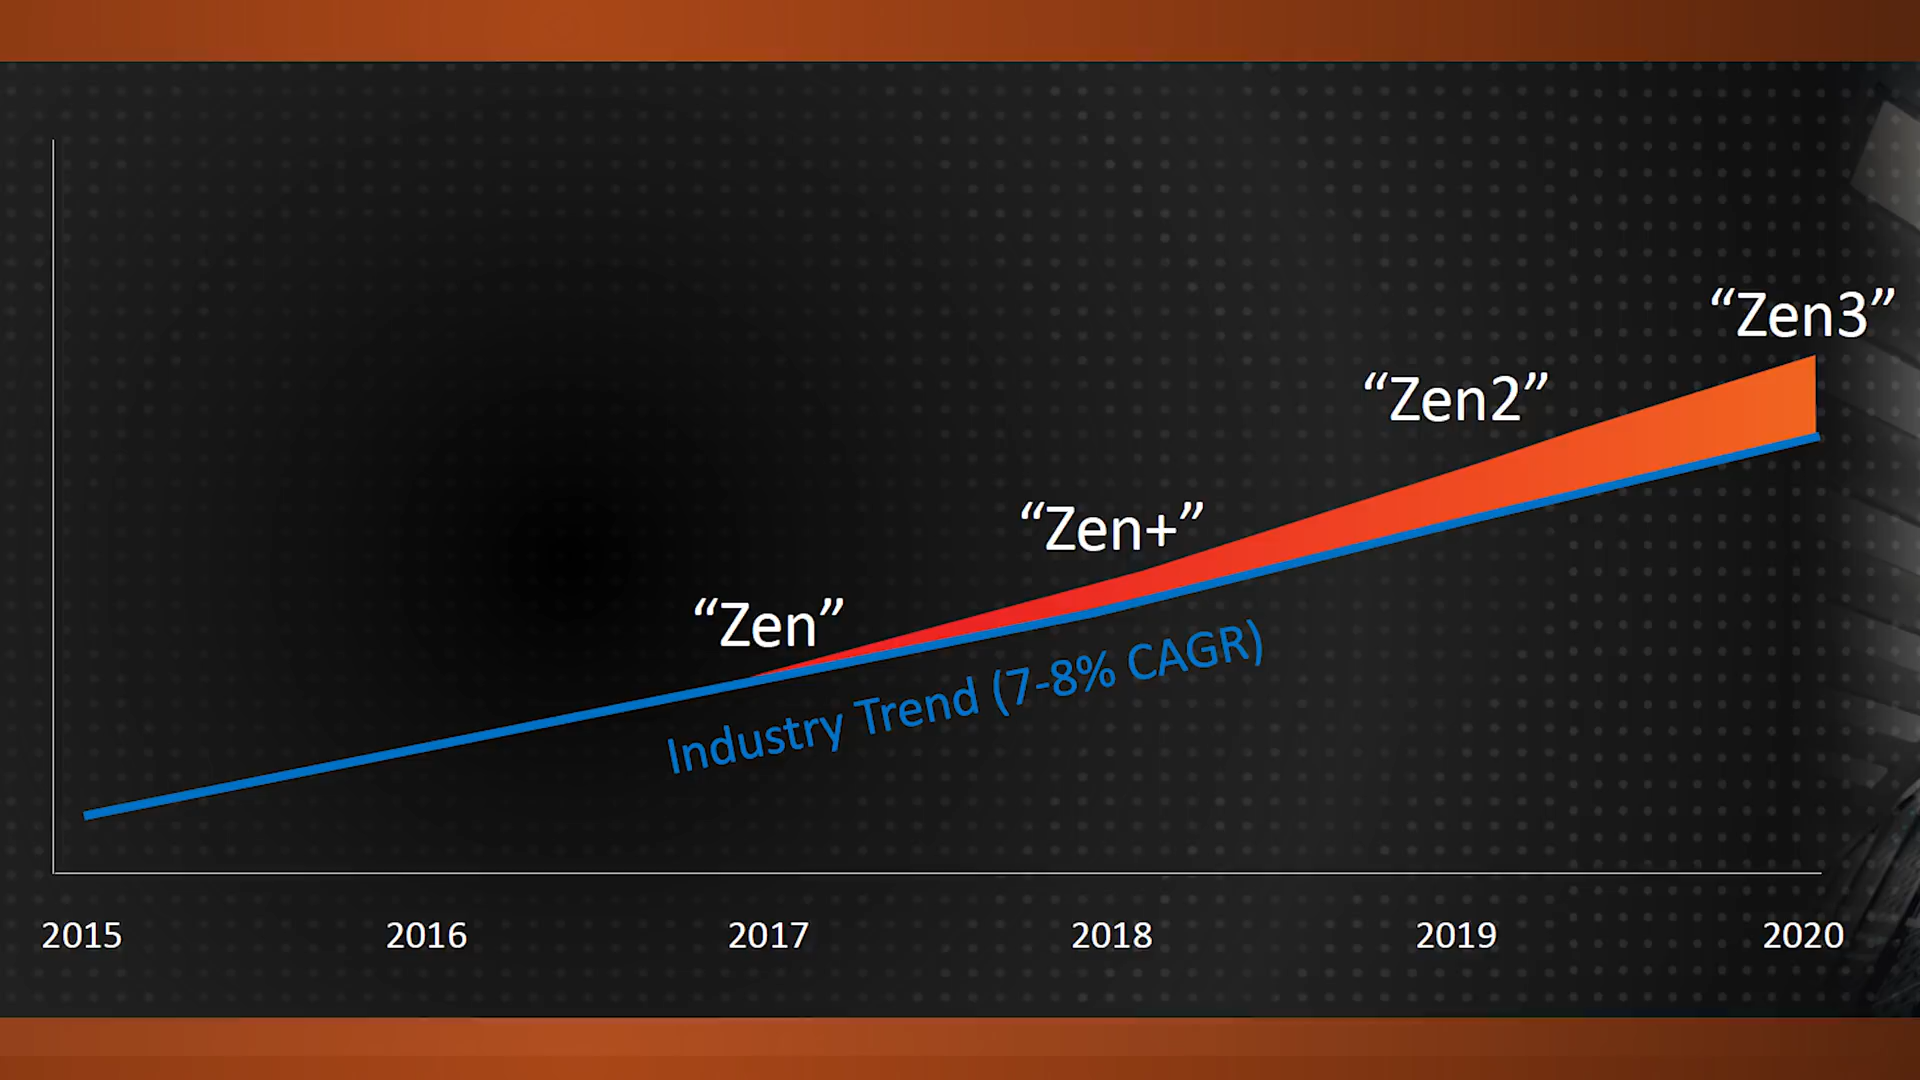 “Zen3”
“Zen2”
“Zen+”
“Zen”
Industry Trend (7-8% CAGR)
2015 2016 2017 2018 2019 2020